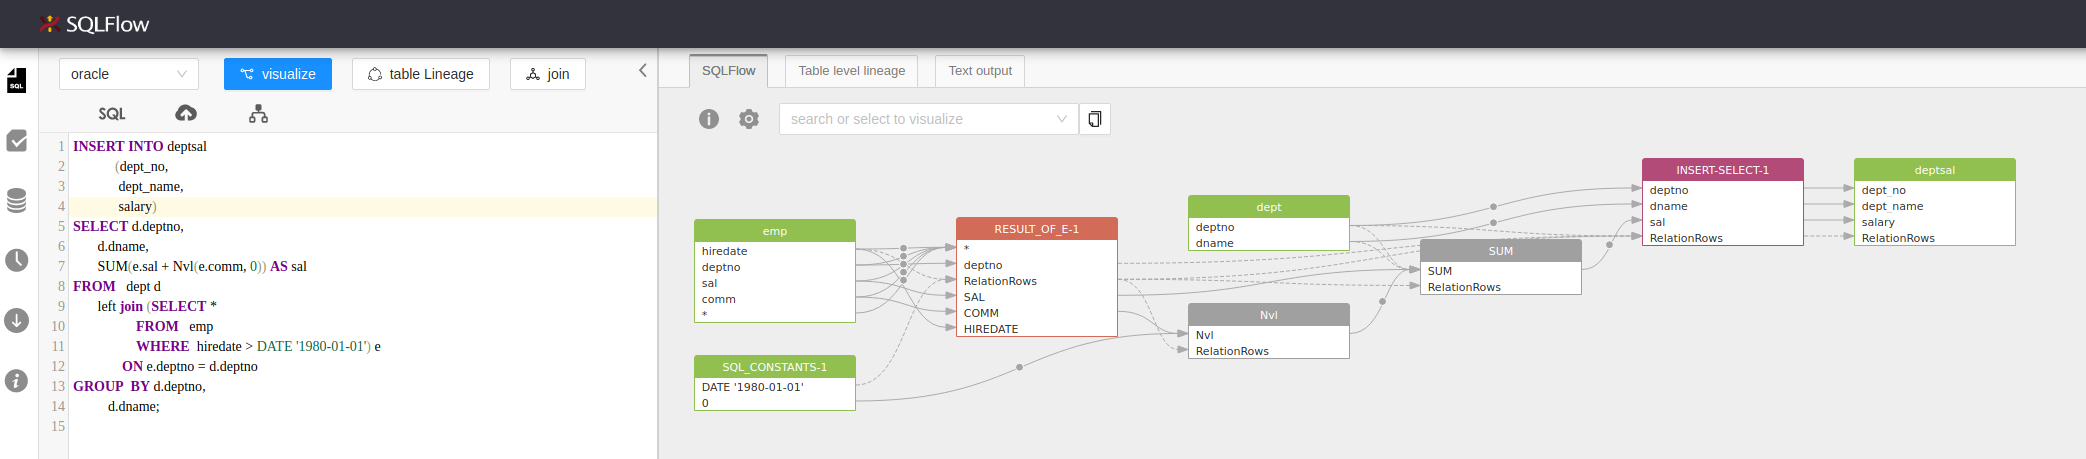 SQLFlow
oracle
visualize
table Lineage
join
SQL
SQL
1 INSERT INTO deptsal
2 (dept_no,
3 dept_name,
4 salary)
5 SELECT d.deptno,
6 d.dname,
7 SUM(e.sal + Nvl(e.comm, 0)) AS sal
8 FROM dept d
9 left join (SELECT *
10 FROM emp
11 WHERE hiredate > DATE '1980-01-01') e
12 ON e.deptno = d.deptno
13 GROUP BY d.deptno,
14 d.dname;
15
SQLFlow
Table level lineage
Text output
search or select to visualize
emp
hiredate
deptno
sal
comm
*
SQL_CONSTANTS-1
DATE '1980-01-01'
0
RESULT_OF_E-1
*
deptno
RelationRows
SAL
COMM
HIREDATE
dept
deptno
dname
Nvl
Nvl
RelationRows
SUM
SUM
RelationRows
INSERT-SELECT-1
deptno
dname
sal
RelationRows
deptsal
dept_no
dept_name
salary
RelationRows